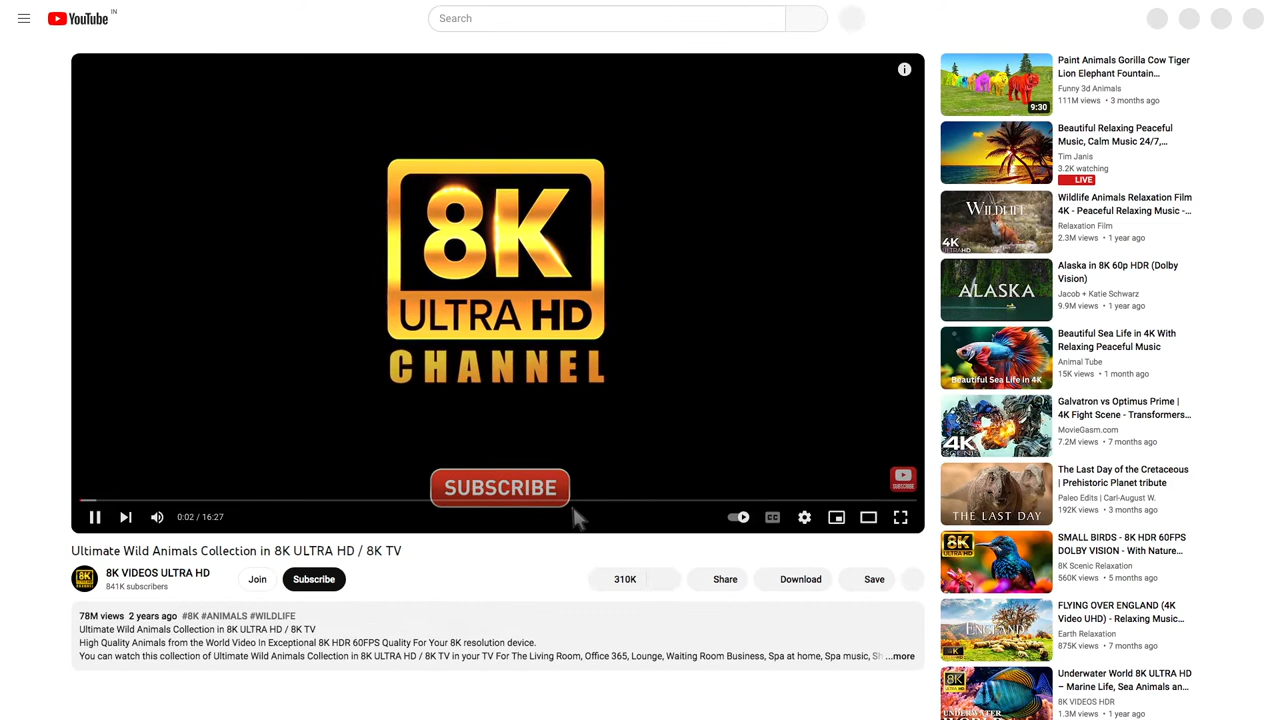 YouTube IN
Search
8K
ULTRA HD
CHANNEL
SUBSCRIBE
SUBSCRIBE
0:02 / 16:27
CC
Ultimate Wild Animals Collection in 8K ULTRA HD / 8K TV
8K VIDEOS ULTRA HD
841K subscribers
Join
Subscribe
310K
Share
Download
Save
78M views 2 years ago #8K #ANIMALS #WILDLIFE
Ultimate Wild Animals Collection in 8K ULTRA HD / 8K TV
High Quality Animals from the World Video In Exceptional 8K HDR 60FPS Quality For Your 8K resolution device.
You can watch this collection of Ultimate Wild Animals Collection in 8K ULTRA HD / 8K TV in your TV For The Living Room, Office 365, Lounge, Waiting Room Business, Spa at home, Spa music, ...more
9:30
Paint Animals Gorilla Cow Tiger
Lion Elephant Fountain...
Funny 3d Animals
111M views • 3 months ago
Beautiful Relaxing Peaceful
Music, Calm Music 24/7,...
Tim Janis
3.2K watching
LIVE
WILDLIFE
4K
ULTRAHD
Wildlife Animals Relaxation Film
4K - Peaceful Relaxing Music -...
Relaxation Film
2.3M views • 1 year ago
ALASKA
Alaska in 8K 60p HDR (Dolby
Vision)
Jacob + Katie Schwarz
9.9M views • 1 year ago
Beautiful Sea Life in 4K
Beautiful Sea Life in 4K With
Relaxing Peaceful Music
Animal Tube
15K views • 1 month ago
4K
SCENE
Galvatron vs Optimus Prime |
4K Fight Scene - Transformers...
MovieGasm.com
7.2M views • 7 months ago
THE LAST DAY
The Last Day of the Cretaceous
| Prehistoric Planet tribute
Paleo Edits | Carl-August W.
192K views • 3 months ago
8K
SMALL BIRDS - 8K HDR 60FPS
DOLBY VISION - With Nature...
8K Scenic Relaxation
560K views • 5 months ago
ENGLAND
4K
FLYING OVER ENGLAND (4K
Video UHD) - Relaxing Music...
Earth Relaxation
875K views • 7 months ago
8K
UNDERWATER
WORLD
Underwater World 8K ULTRA HD
– Marine Life, Sea Animals an...
8K VIDEOS HDR
1.3M views • 1 year ago